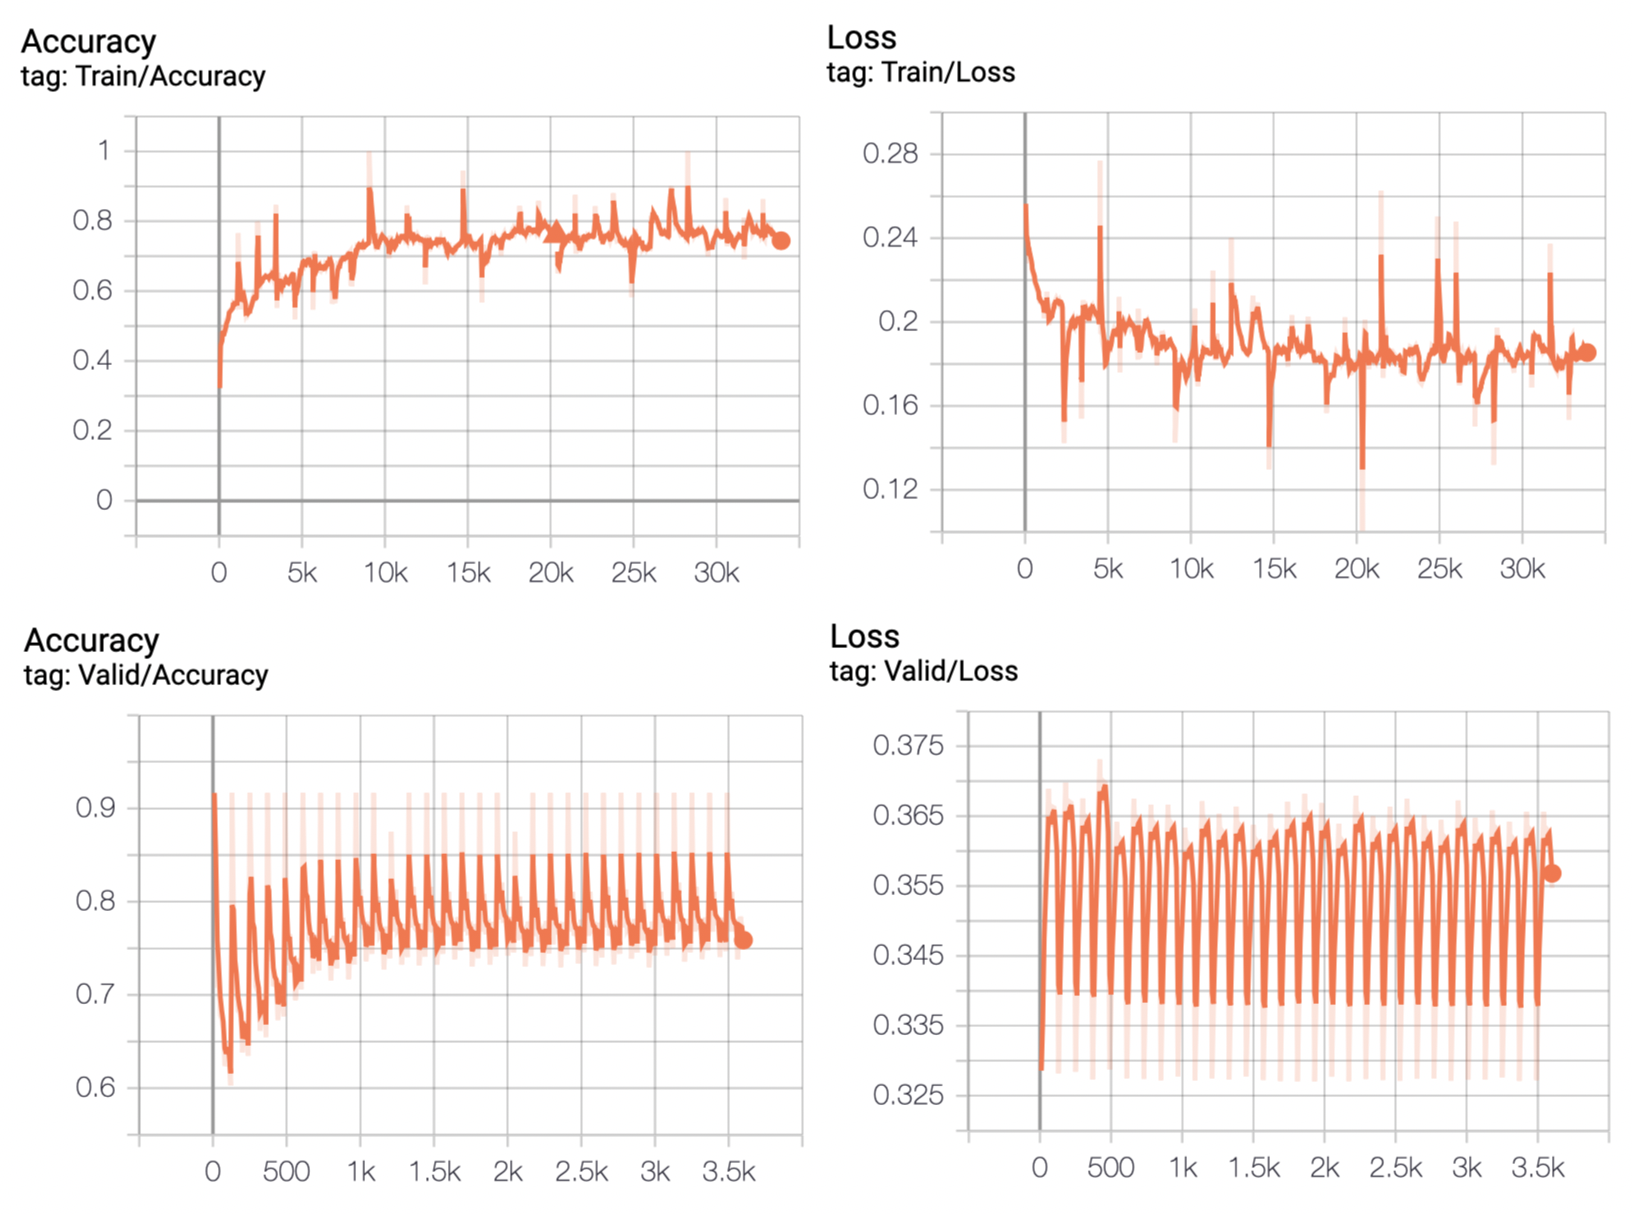 Accuracy
tag: Train/Accuracy
1
0.8
0.6
0.4
0.2
0
0 5k 10k 15k 20k 25k 30k
Loss
tag: Train/Loss
0.28
0.24
0.2
0.16
0.12
0 5k 10k 15k 20k 25k 30k
Accuracy
tag: Valid/Accuracy
0.9
0.8
0.7
0.6
0 500 1k 1.5k 2k 2.5k 3k 3.5k
Loss
tag: Valid/Loss
0.375
0.365
0.355
0.345
0.335
0.325
0 500 1k 1.5k 2k 2.5k 3k 3.5k